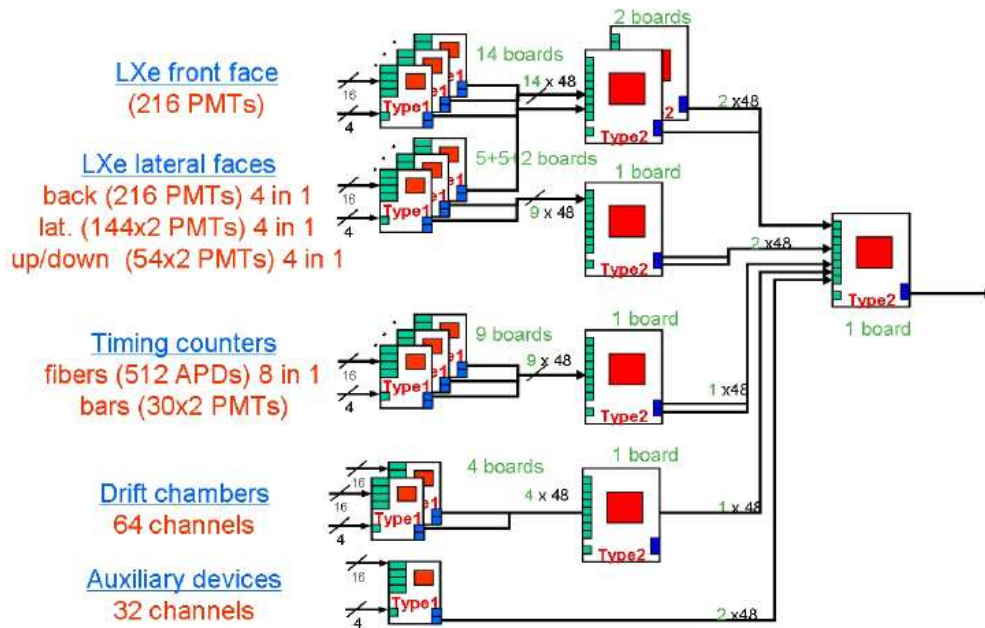 2 boards
14 boards
LXe front face
(216 PMTs)
16
4
Type1
14 x 48
Type2
2 x48
LXe lateral faces
back (216 PMTs) 4 in 1
lat. (144x2 PMTs) 4 in 1
up/down (54x2 PMTs) 4 in 1
5+5+2 boards
16
4
Type1
9 x 48
1 board
Type2
2 x48
Type2
1 board
Timing counters
fibers (512 APDs) 8 in 1
bars (30x2 PMTs)
9 boards
16
4
Type1
9 x 48
1 board
Type2
1 x48
Drift chambers
64 channels
4 boards
16
16
4
Type1
4 x 48
1 board
Type2
1 x 48
Auxiliary devices
32 channels
16
4
Type1
2 x48